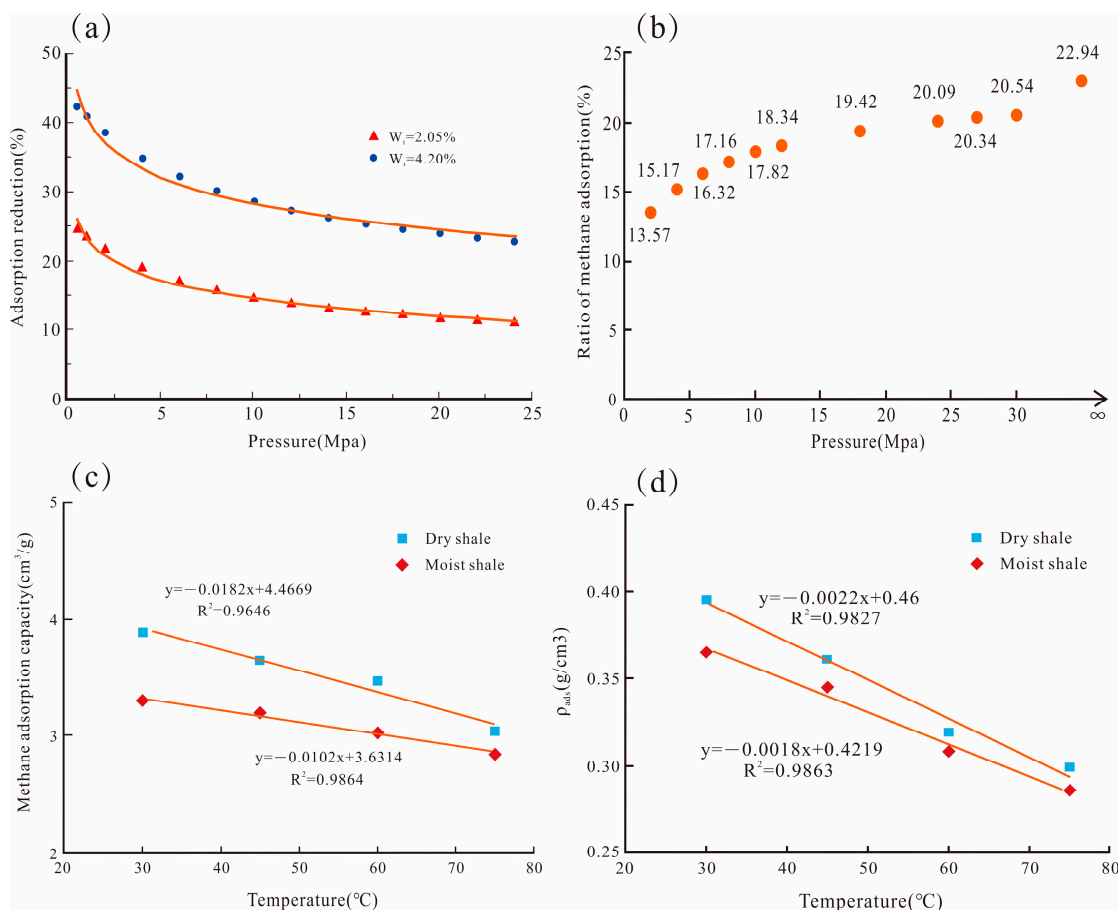 (a)
50
40
30
20
10
0
Adsorption reduction(%)
W_t=2.05%
W_t=4.20%
0
5
10
15
20
25
Pressure(Mpa)
(b)
25
20
15
10
5
0
Ratio of methane adsorption(%)
13.57
15.17
16.32
17.16
17.82
18.34
19.42
20.09
20.34
20.54
22.94
0
5
10
15
20
25
30
∞
Pressure(Mpa)
(c)
5
4
3
2
Methane adsorption capacity(cm³/g)
Dry shale
Moist shale
y=−0.0182x+4.4669
R²−0.9646
y=−0.0102x+3.6314
R²=0.9864
20
30
40
50
60
70
80
Temperature(℃)
(d)
0.45
0.40
0.35
0.30
0.25
ρads(g/cm3)
Dry shale
Moist shale
y=−0.0022x+0.46
R²=0.9827
y=−0.0018x+0.4219
R²=0.9863
20
30
40
50
60
70
80
Temperature(℃)